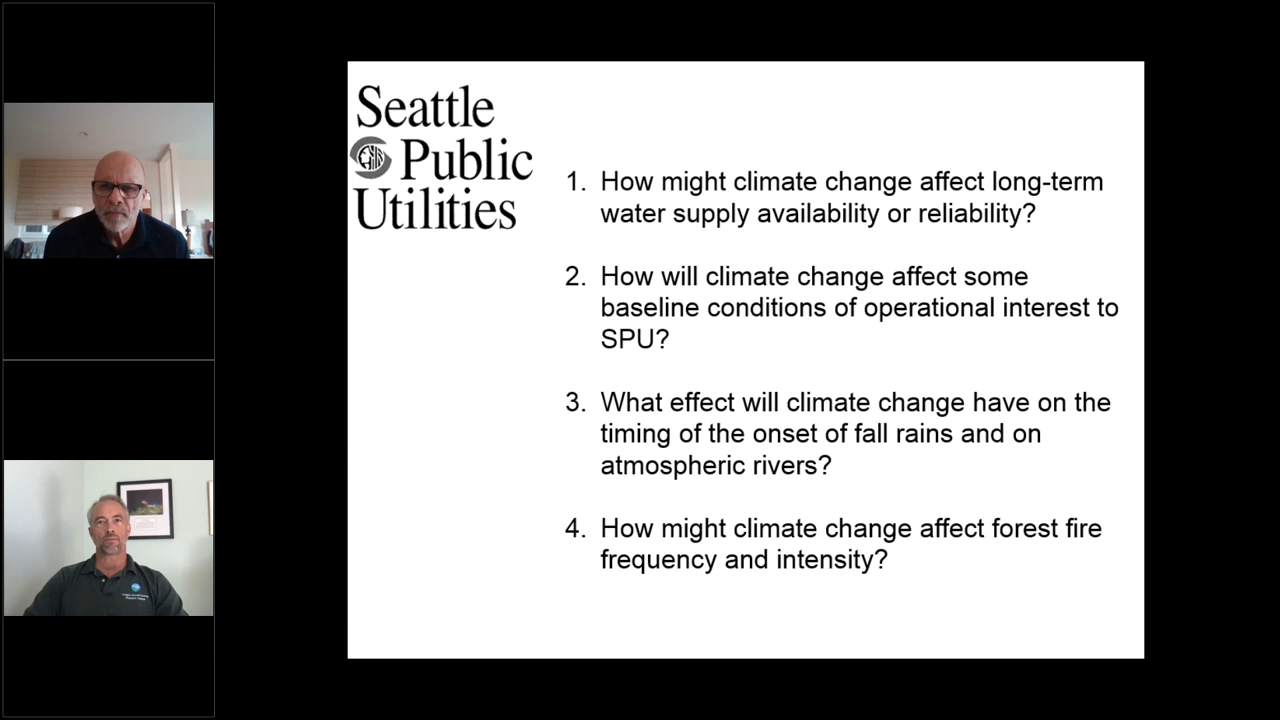 Seattle
Public
Utilities
1. How might climate change affect long-term
water supply availability or reliability?
2. How will climate change affect some
baseline conditions of operational interest to
SPU?
3. What effect will climate change have on the
timing of the onset of fall rains and on
atmospheric rivers?
4. How might climate change affect forest fire
frequency and intensity?